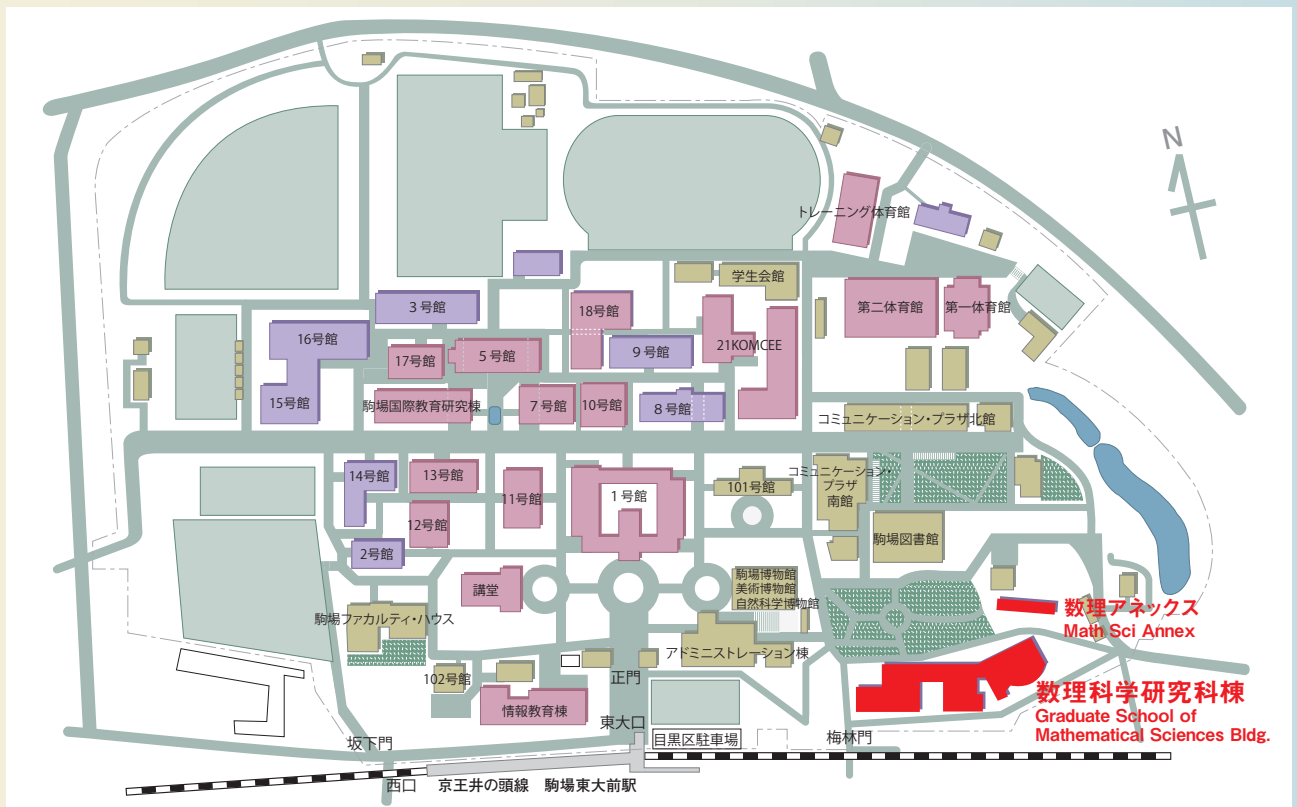 N
トレーニング体育館
学生会館
第二体育館
第一体育館
3号館
18号館
16号館
17号館
5号館
9号館
21KOMCEE
15号館
駒場国際教育研究棟
7号館
10号館
8号館
コミュニケーション・プラザ北館
14号館
13号館
11号館
1号館
101号館
コミュニケーション・
プラザ
南館
12号館
2号館
駒場図書館
講堂
駒場博物館
美術博物館
自然科学博物館
数理アネックス
Math Sci Annex
駒場ファカルティ・ハウス
アドミニストレーション棟
102号館
正門
数理科学研究科棟
Graduate School of
Mathematical Sciences Bldg.
情報教育棟
東大口
目黒区駐車場
梅林門
坂下門
西口
京王井の頭線 駒場東大前駅